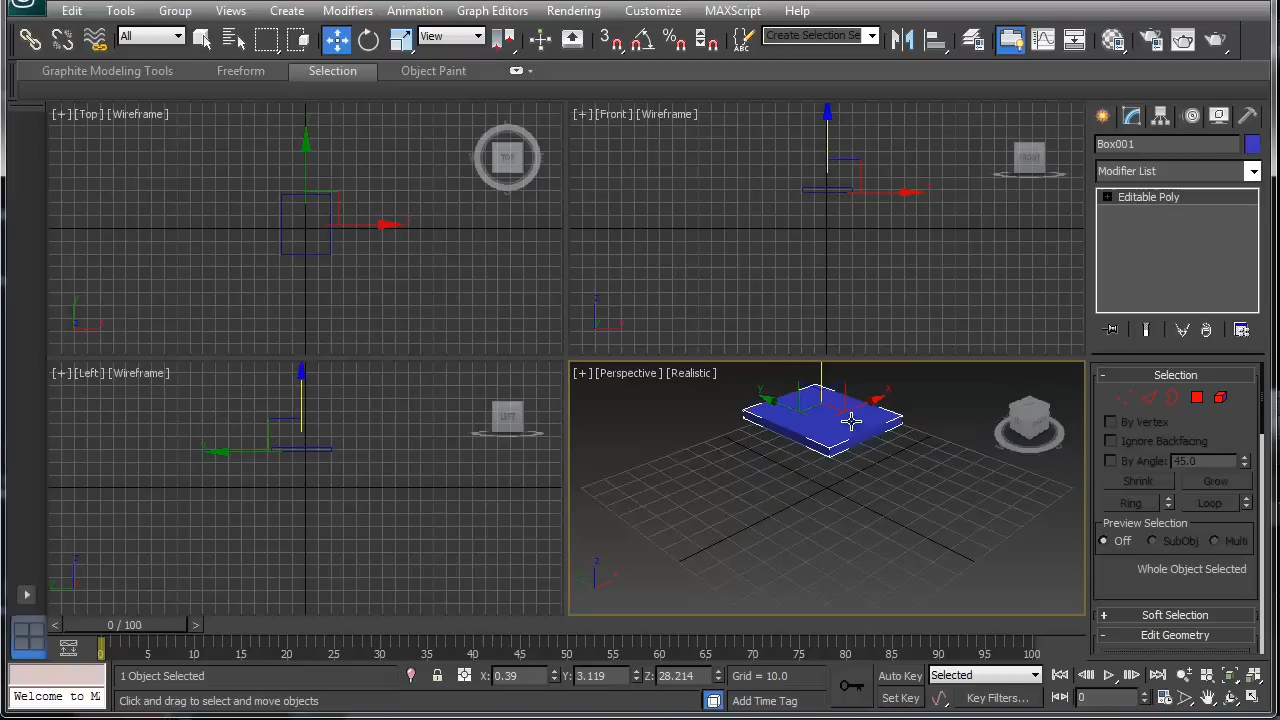 Edit Tools Group Views Create Modifiers Animation Graph Editors Rendering Customize MAXScript Help
All View Create Selection Se
Graphite Modeling Tools Freeform Selection Object Paint
[+][Top][Wireframe]
TOP
[+][Front][Wireframe]
FRONT
[+][Left][Wireframe]
LEFT
[+][Perspective][Realistic]
Box001
Modifier List
Editable Poly
Selection
By Vertex
Ignore Backfacing
By Angle: 45.0
Shrink Grow
Ring Loop
Preview Selection
Off SubObj Multi
Whole Object Selected
Soft Selection
Edit Geometry
< 0 / 100 >
0 5 10 15 20 25 30 35 40 45 50 55 60 65 70 75 80 85 90 95 100
1 Object Selected X: 0.39 Y: 3.119 Z: 28.214 Grid = 10.0 Auto Key Selected
Welcome to MA Click and drag to select and move objects Add Time Tag Set Key Key Filters... 0